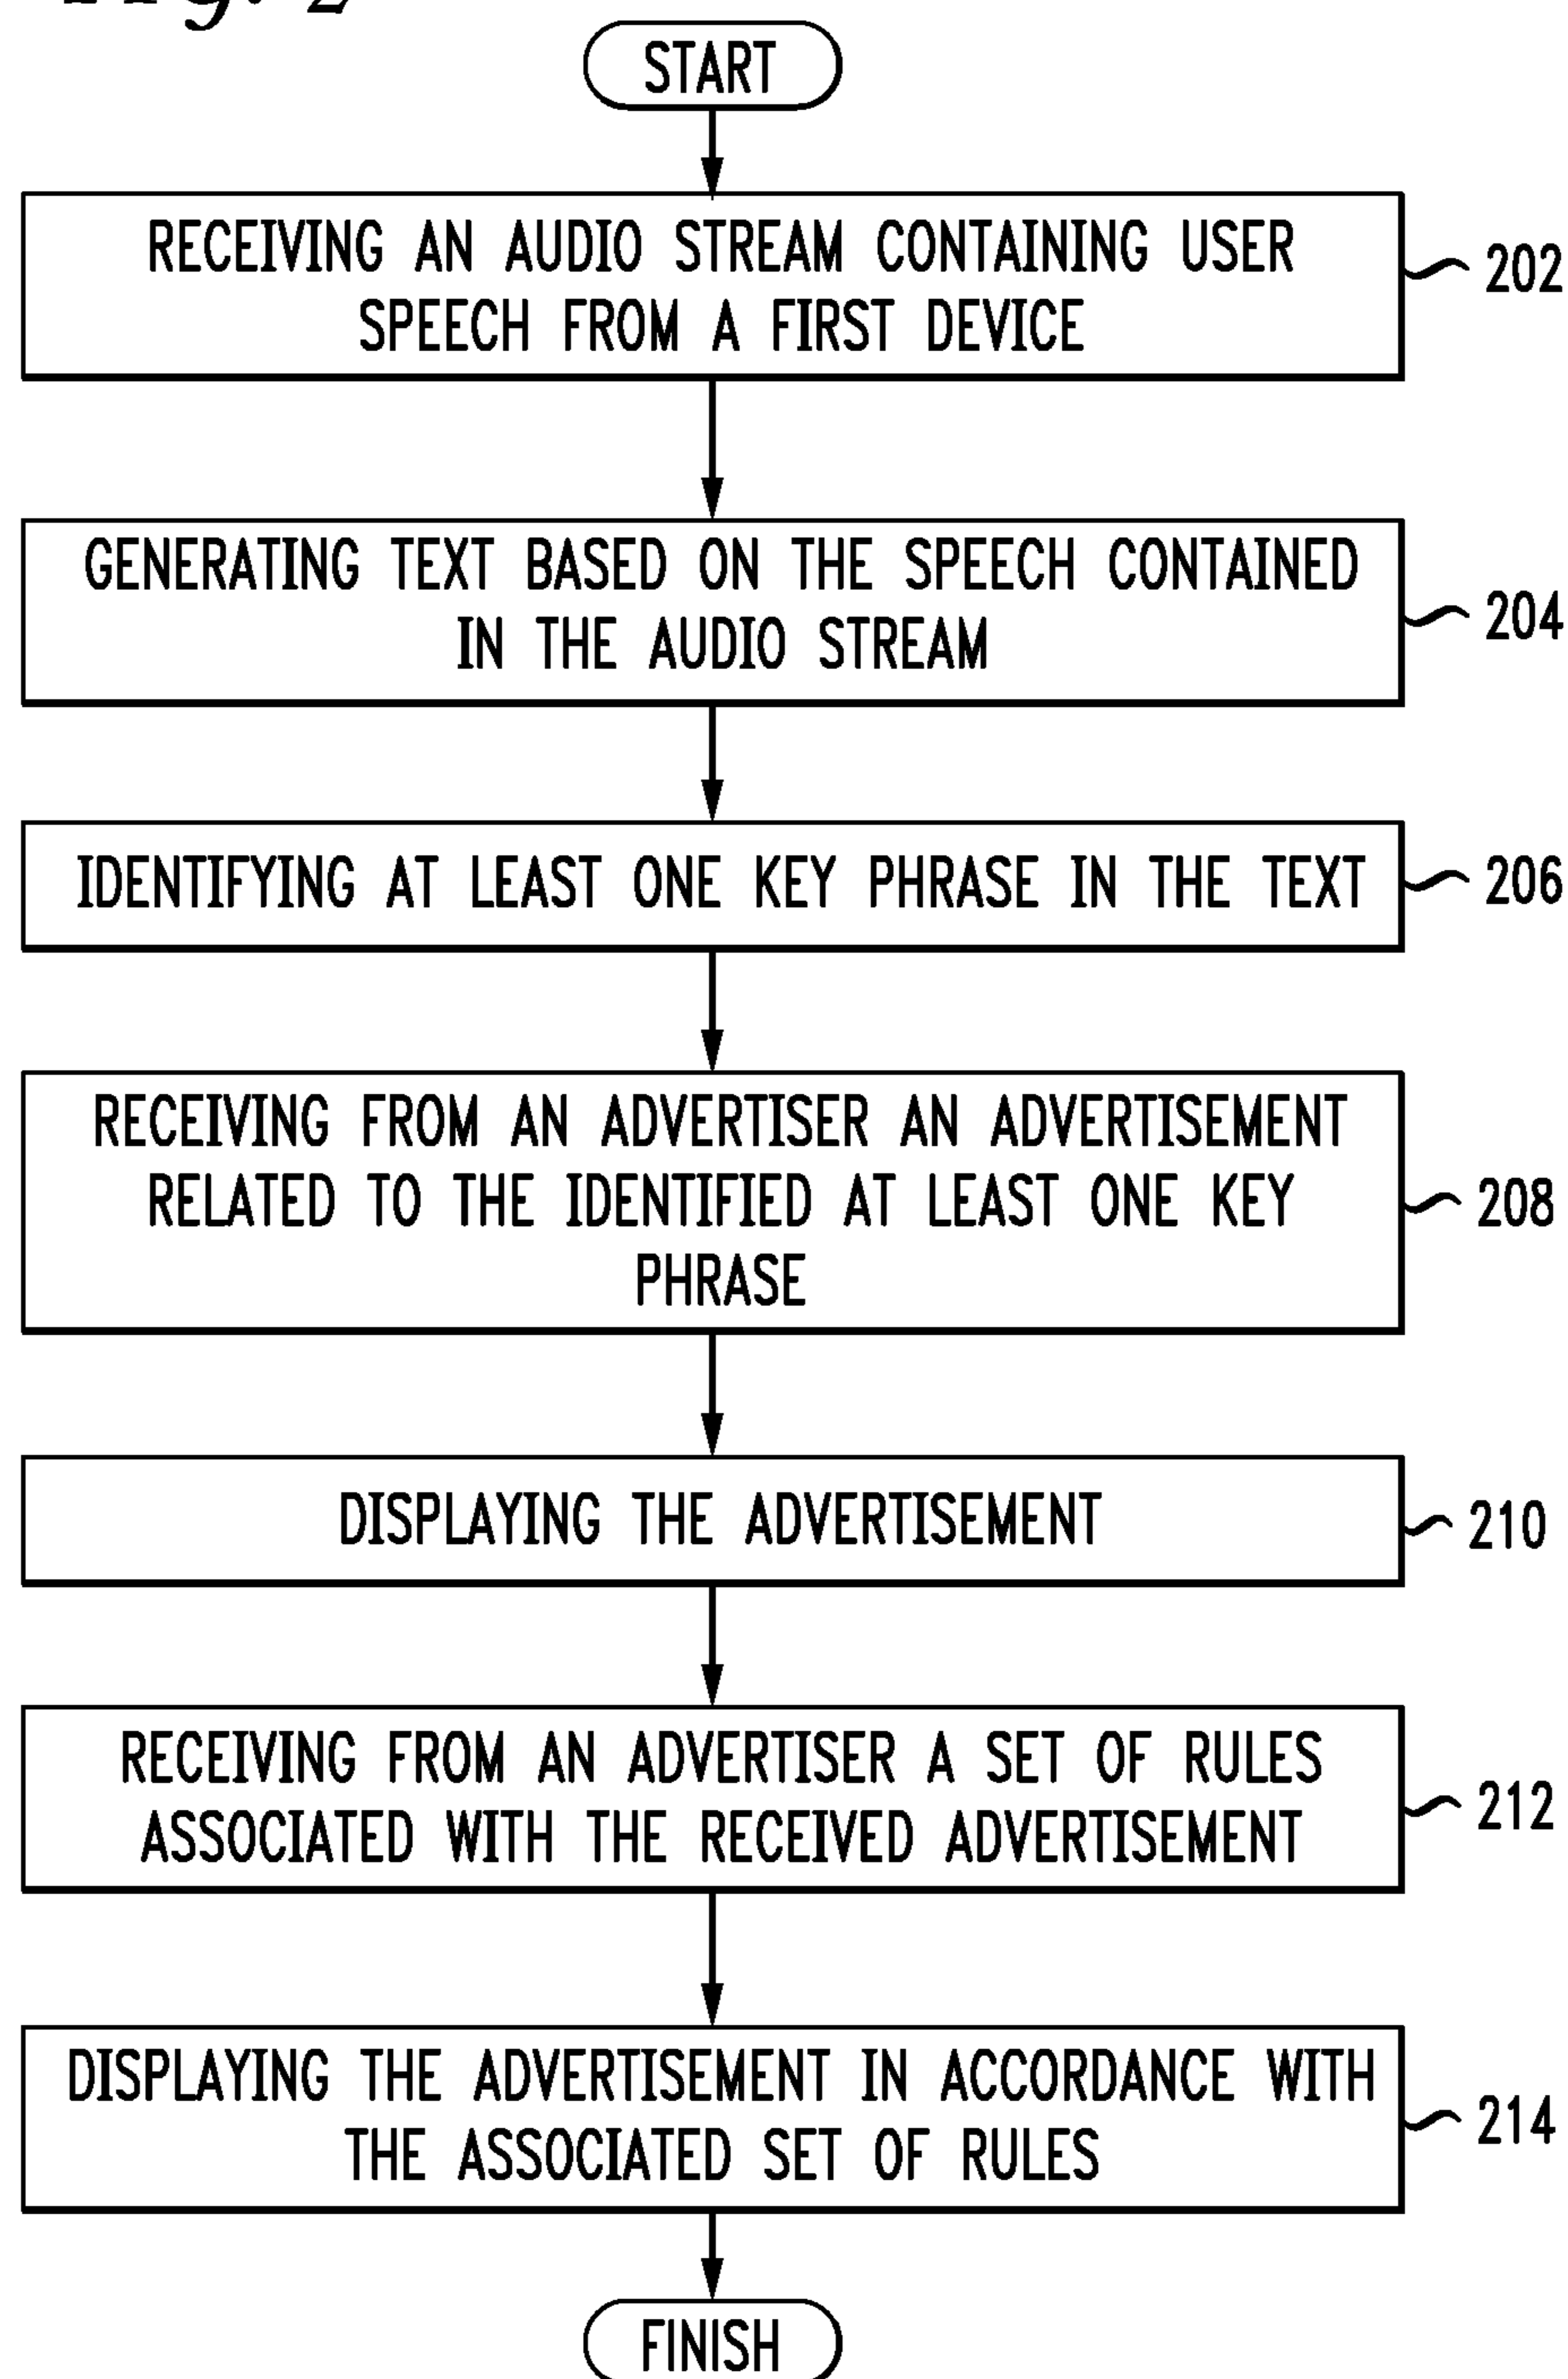 Fig. 2
START
RECEIVING AN AUDIO STREAM CONTAINING USER
SPEECH FROM A FIRST DEVICE
202
GENERATING TEXT BASED ON THE SPEECH CONTAINED
IN THE AUDIO STREAM
204
IDENTIFYING AT LEAST ONE KEY PHRASE IN THE TEXT
206
RECEIVING FROM AN ADVERTISER AN ADVERTISEMENT
RELATED TO THE IDENTIFIED AT LEAST ONE KEY
PHRASE
208
DISPLAYING THE ADVERTISEMENT
210
RECEIVING FROM AN ADVERTISER A SET OF RULES
ASSOCIATED WITH THE RECEIVED ADVERTISEMENT
212
DISPLAYING THE ADVERTISEMENT IN ACCORDANCE WITH
THE ASSOCIATED SET OF RULES
214
FINISH